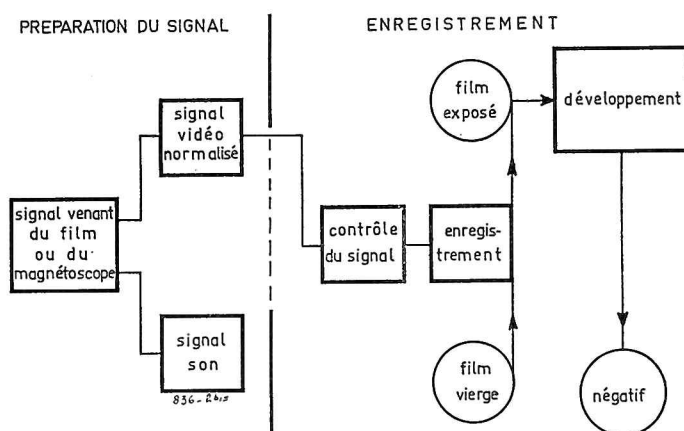 PREPARATION DU SIGNAL
ENREGISTREMENT
signal
vidéo
normalisé
signal venant
du film
ou du
magnétoscope
signal
son
836-2bis
contrôle
du signal
enregis-
trement
film
exposé
développement
film
vierge
négatif